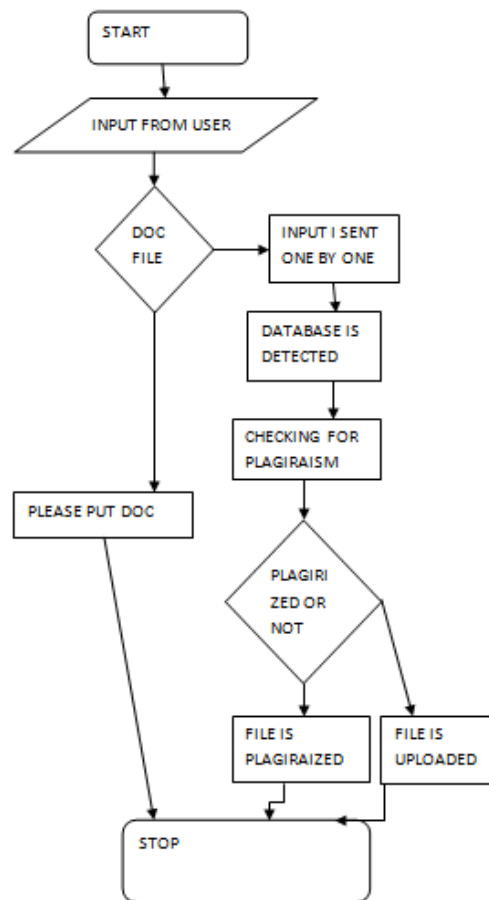 START
INPUT FROM USER
DOC
FILE
INPUT I SENT
ONE BY ONE
DATABASE IS
DETECTED
CHECKING FOR
PLAGIRAISM
PLEASE PUT DOC
PLAGIRI
ZED OR
NOT
FILE IS
PLAGIRAIZED
FILE IS
UPLOADED
STOP